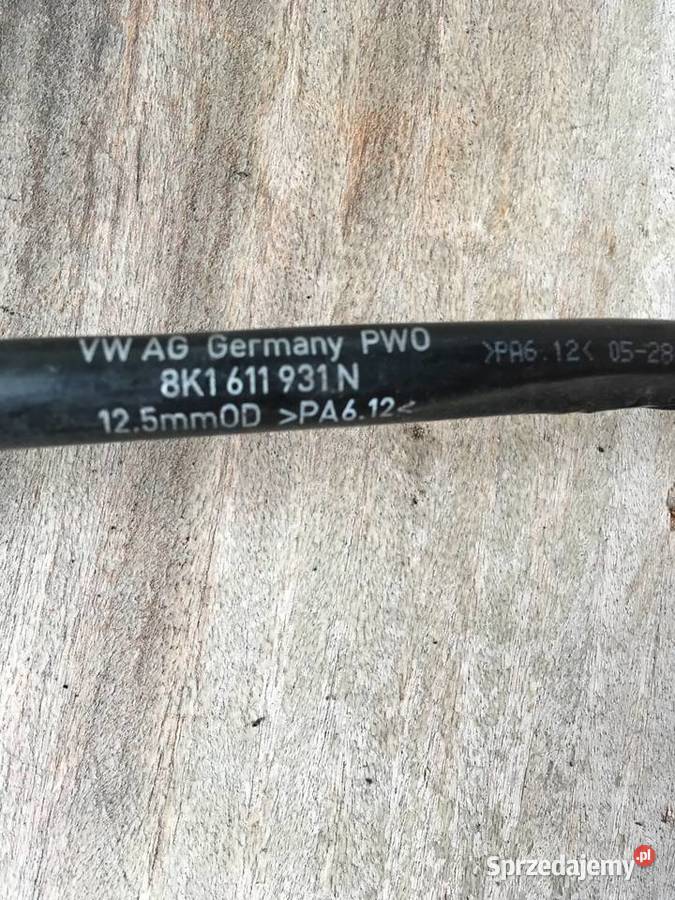 VW AG Germany PWO
8K1 611 931 N
12.5mmOD >PA6.12<
>PA6.12< 05-28
Sprzedajemy.pl